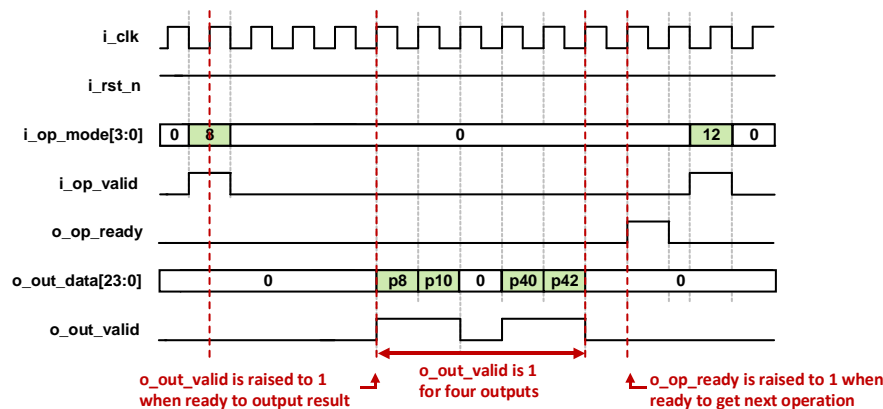 i_clk
i_rst_n
i_op_mode[3:0] 0 8 0 12 0
i_op_valid
o_op_ready
o_out_data[23:0] 0 p8 p10 0 p40 p42 0
o_out_valid
o_out_valid is raised to 1
when ready to output result
o_out_valid is 1
for four outputs
o_op_ready is raised to 1 when
ready to get next operation